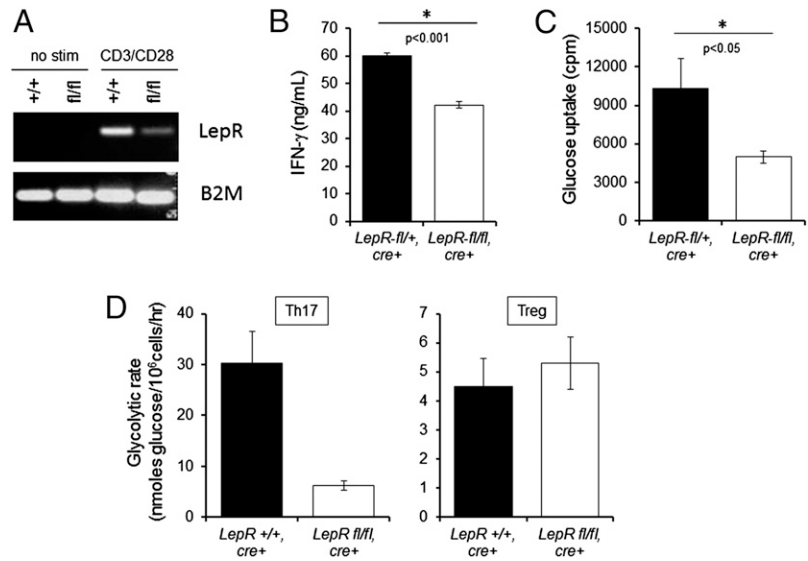 A
no stim CD3/CD28
+/+ fl/fl +/+ fl/fl
LepR
B2M
B
*
p<0.001
IFN-γ (ng/mL)
70
60
50
40
30
20
10
0
LepR-fl/+, LepR-fl/fl,
cre+ cre+
C
*
p<0.05
Glucose uptake (cpm)
15000
12000
9000
6000
3000
0
LepR-fl/+, LepR-fl/fl,
cre+ cre+
D
Th17
Glycolytic rate
(nmoles glucose/10⁶cells/hr)
40
30
20
10
0
LepR +/+, LepR fl/fl,
cre+ cre+
Treg
7
6
5
4
3
2
1
0
LepR +/+, LepR fl/fl,
cre+ cre+